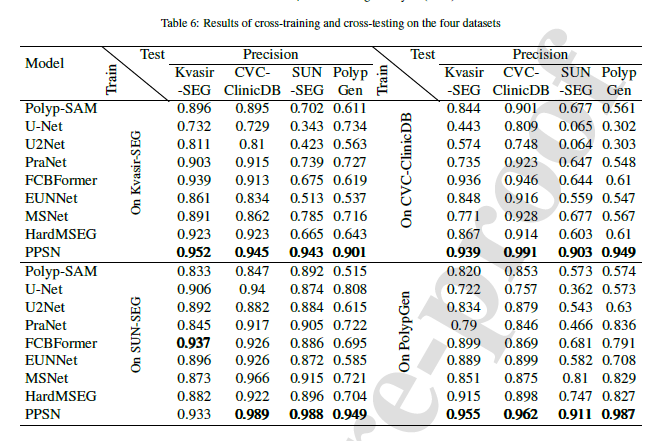 Table 6: Results of cross-training and cross-testing on the four datasets
Model Train Test Precision Train Test Precision
Kvasir CVC- SUN Polyp Kvasir CVC- SUN Polyp
-SEG ClinicDB -SEG Gen -SEG ClinicDB -SEG Gen
On Kvasir-SEG On CVC-ClinicDB
Polyp-SAM 0.896 0.895 0.702 0.611 0.844 0.901 0.677 0.561
U-Net 0.732 0.729 0.343 0.734 0.443 0.809 0.065 0.302
U2Net 0.811 0.81 0.423 0.563 0.574 0.748 0.064 0.303
PraNet 0.903 0.915 0.739 0.727 0.735 0.923 0.647 0.548
FCBFormer 0.939 0.913 0.675 0.619 0.936 0.946 0.644 0.61
EUNNet 0.861 0.834 0.513 0.537 0.848 0.916 0.559 0.547
MSNet 0.891 0.862 0.785 0.716 0.771 0.928 0.677 0.567
HardMSEG 0.923 0.923 0.665 0.643 0.867 0.914 0.603 0.61
PPSN 0.952 0.945 0.943 0.901 0.939 0.991 0.903 0.949
On SUN-SEG On PolypGen
Polyp-SAM 0.833 0.847 0.892 0.515 0.820 0.853 0.573 0.574
U-Net 0.906 0.94 0.874 0.808 0.722 0.757 0.362 0.573
U2Net 0.892 0.882 0.884 0.615 0.834 0.879 0.543 0.63
PraNet 0.845 0.917 0.905 0.722 0.79 0.846 0.466 0.836
FCBFormer 0.937 0.926 0.886 0.695 0.899 0.869 0.681 0.791
EUNNet 0.896 0.926 0.872 0.585 0.889 0.899 0.582 0.708
MSNet 0.873 0.966 0.915 0.721 0.851 0.875 0.81 0.829
HardMSEG 0.882 0.922 0.896 0.704 0.915 0.898 0.747 0.827
PPSN 0.933 0.989 0.988 0.949 0.955 0.962 0.911 0.987
re-proof